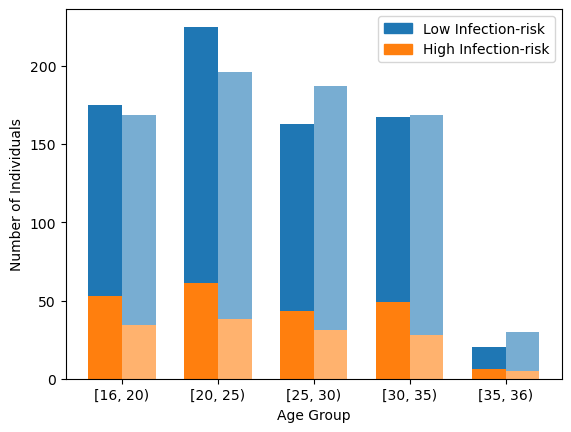 Low Infection-risk
High Infection-risk
Number of Individuals
200
150
100
50
0
[16, 20)
[20, 25)
[25, 30)
[30, 35)
[35, 36)
Age Group